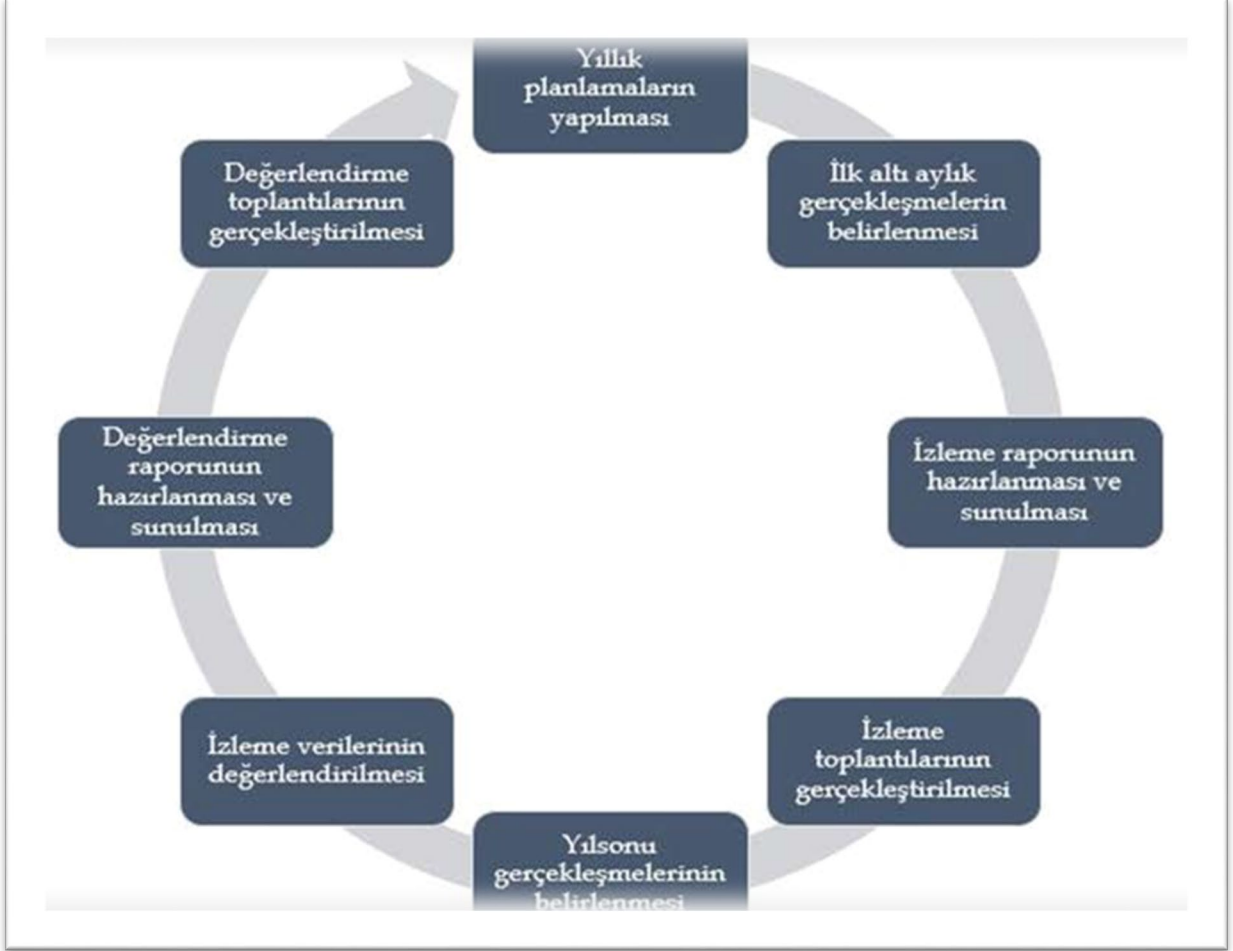 Yıllık
planlamaların
yapılması
İlk altı aylık
gerçekleşmelerin
belirlenmesi
İzleme raporunun
hazırlanması ve
sunulması
İzleme
toplantılarının
gerçekleştirilmesi
Yılsonu
gerçekleşmelerinin
belirlenmesi
İzleme verilerinin
değerlendirilmesi
Değerlendirme
raporunun
hazırlanması ve
sunulması
Değerlendirme
toplantılarının
gerçekleştirilmesi